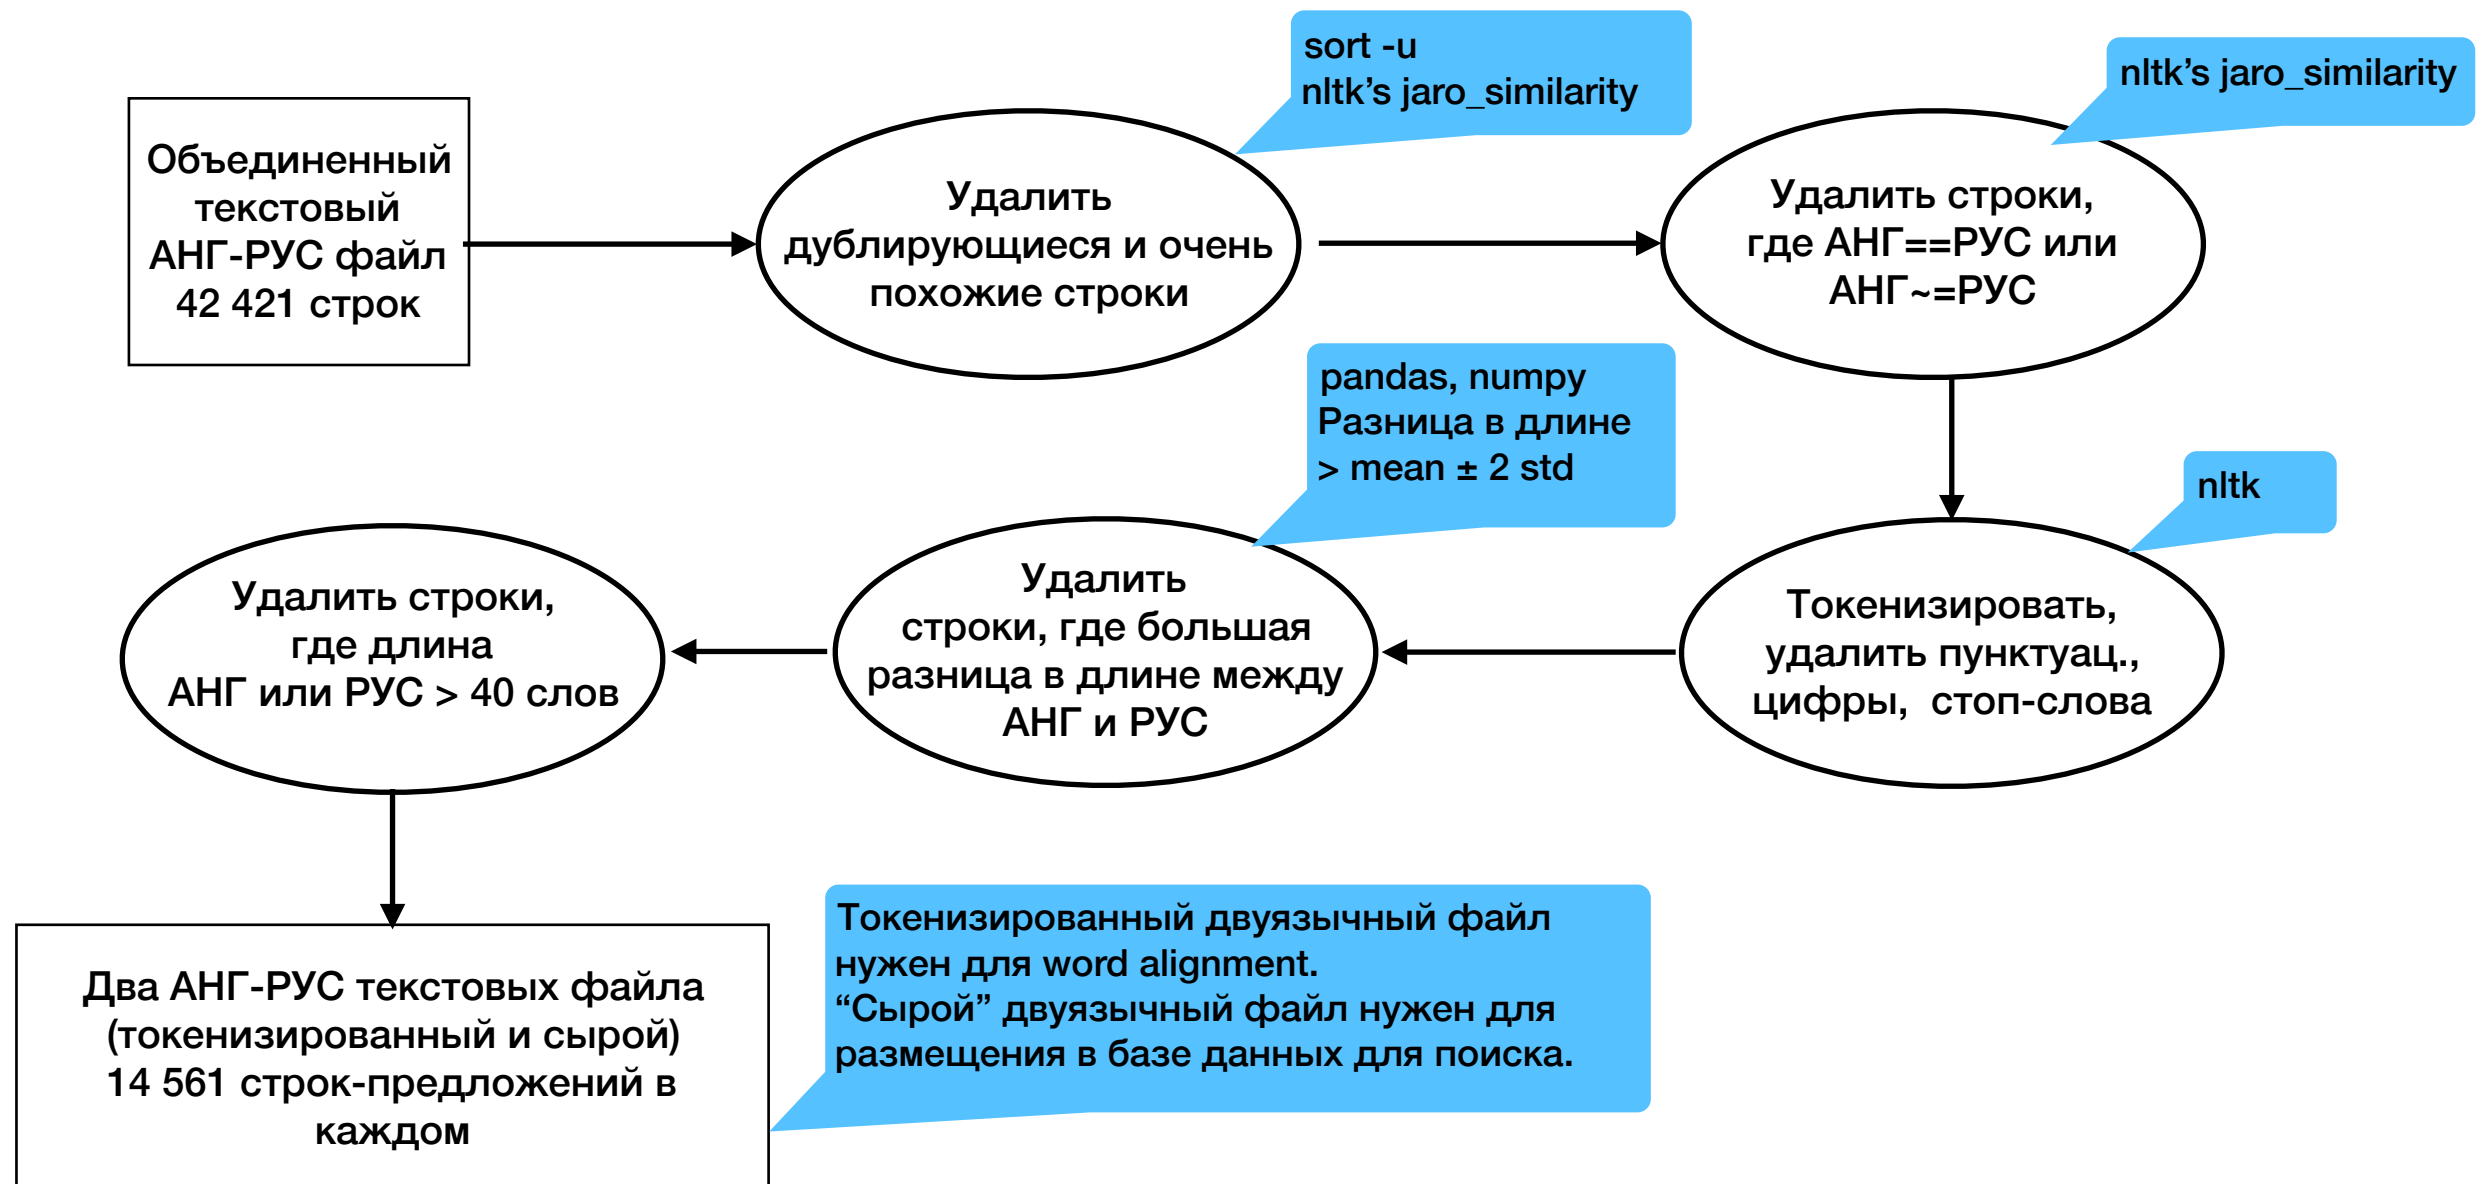 Объединенный
текстовый
АНГ-РУС файл
42 421 строк
sort -u
nltk’s jaro_similarity
Удалить
дублирующиеся и очень
похожие строки
nltk’s jaro_similarity
Удалить строки,
где АНГ==РУС или
АНГ~=РУС
nltk
Токенизировать,
удалить пунктуац.,
цифры,  стоп-слова
pandas, numpy
Разница в длине
> mean ± 2 std
Удалить
строки, где большая
разница в длине между
АНГ и РУС
Удалить строки,
где длина
АНГ или РУС > 40 слов
Два АНГ-РУС текстовых файла
(токенизированный и сырой)
14 561 строк-предложений в
каждом
Токенизированный двуязычный файл
нужен для word alignment.
“Сырой” двуязычный файл нужен для
размещения в базе данных для поиска.